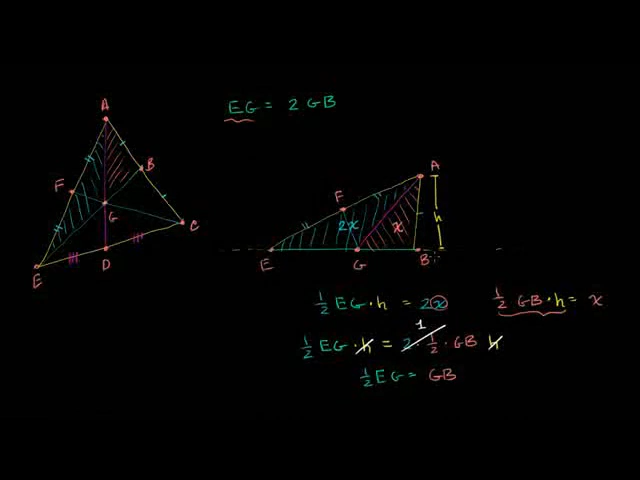 A
EG = 2 GB
B
F
G
C
D
E
A
F
2x
x
h
E
G
B
1/2 EG · h = 2x
1/2 GB · h = x
1
1/2 EG · h = 2 · 1/2 · GB h
1/2 EG = GB